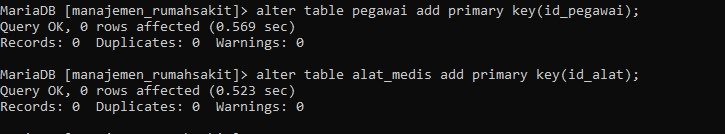 MariaDB [manajemen_rumahsakit]> alter table pegawai add primary key(id_pegawai);
Query OK, 0 rows affected (0.569 sec)
Records: 0  Duplicates: 0  Warnings: 0

MariaDB [manajemen_rumahsakit]> alter table alat_medis add primary key(id_alat);
Query OK, 0 rows affected (0.523 sec)
Records: 0  Duplicates: 0  Warnings: 0